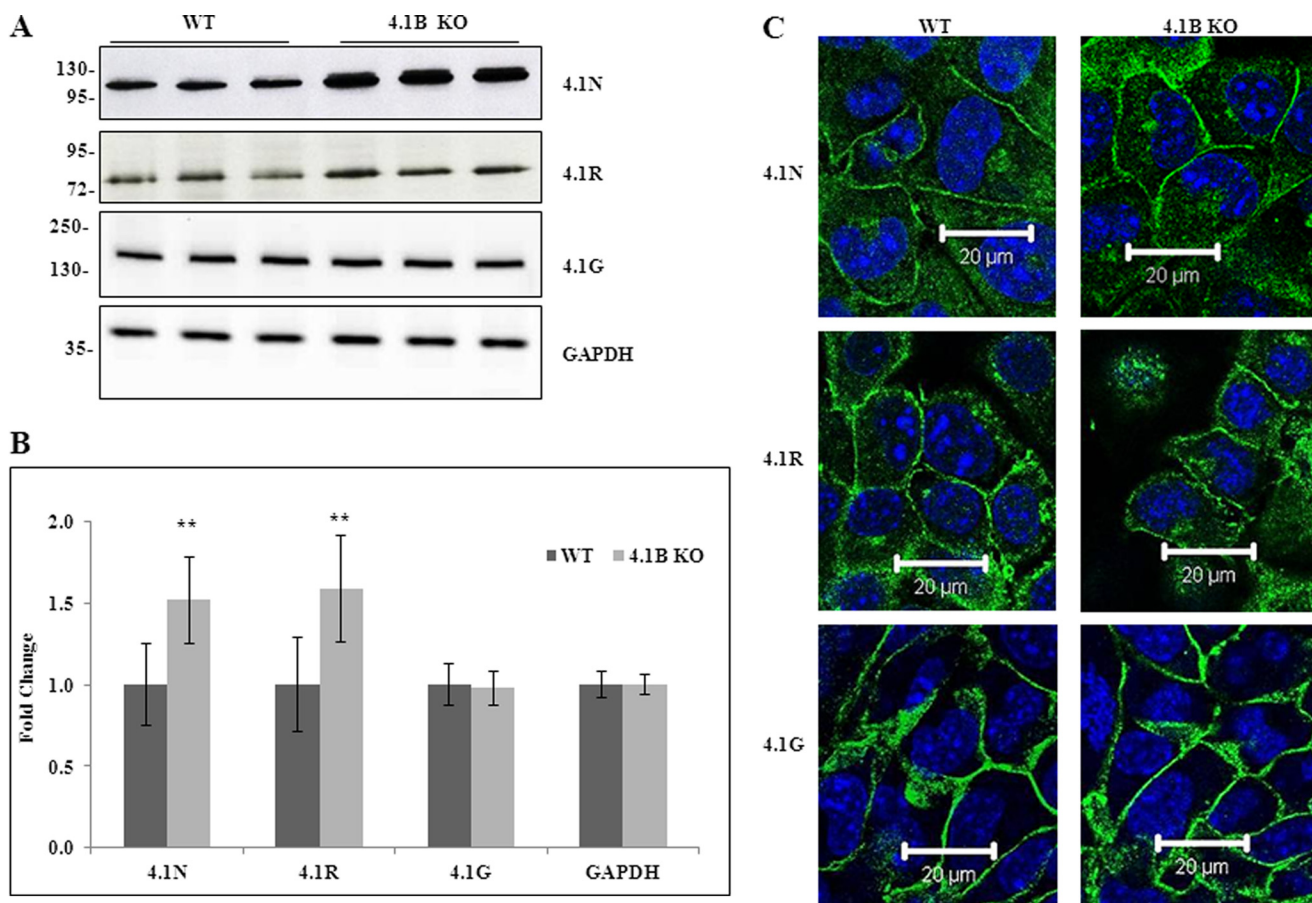 A
WT 4.1B KO
130-
95-
4.1N
95-
72-
4.1R
250-
130-
4.1G
35-
GAPDH
B
Fold Change
2.0
1.5
1.0
0.5
0.0
** **
WT 4.1B KO
4.1N 4.1R 4.1G GAPDH
C
WT 4.1B KO
4.1N
20 µm 20 µm
4.1R
20 µm 20 µm
4.1G
20 µm 20 µm